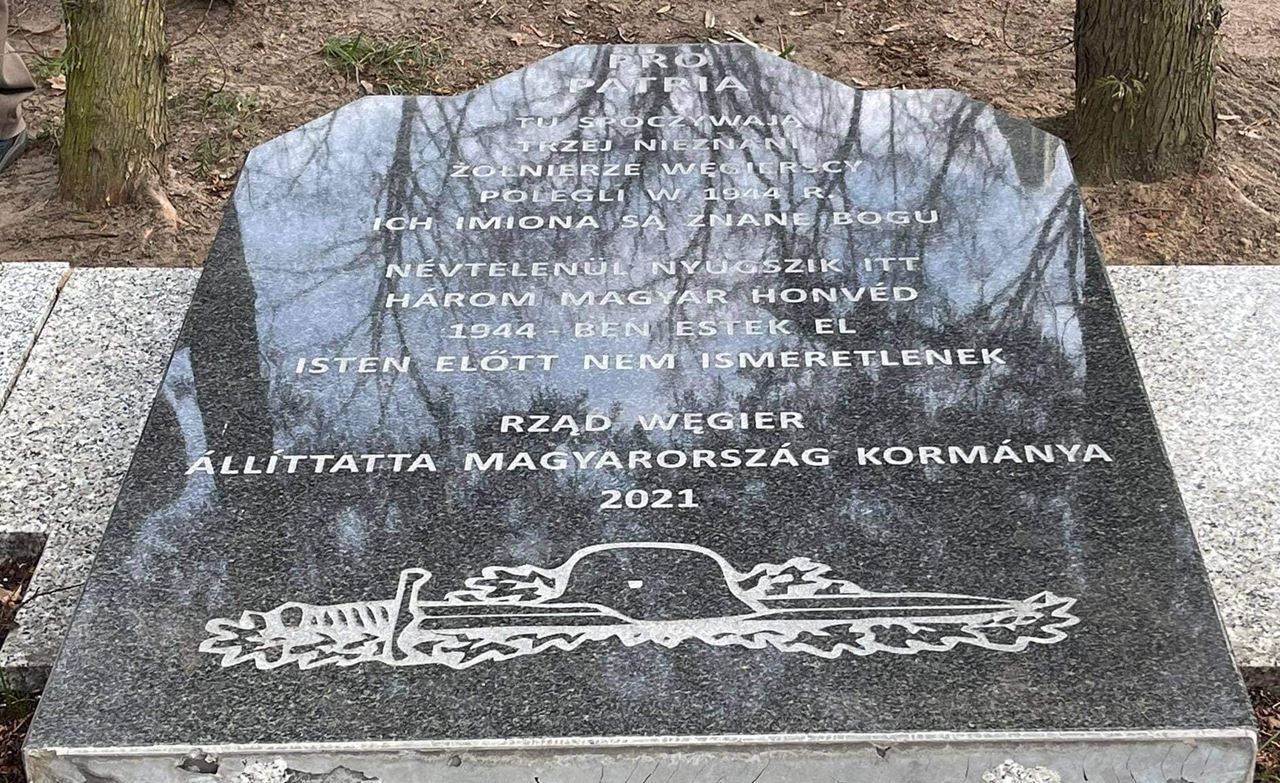 PRO
PATRIA
TU SPOCZYWAJĄ
TRZEJ NIEZNANI
ŻOŁNIERZE WĘGIERSCY
POLEGLI W 1944 R.
ICH IMIONA SĄ ZNANE BOGU
NÉVTELENÜL NYUGSZIK ITT
HÁROM MAGYAR HONVÉD
1944 - BEN ESTEK EL
ISTEN ELŐTT NEM ISMERETLENEK
RZĄD WĘGIER
ÁLLÍTTATTA MAGYARORSZÁG KORMÁNYA
2021